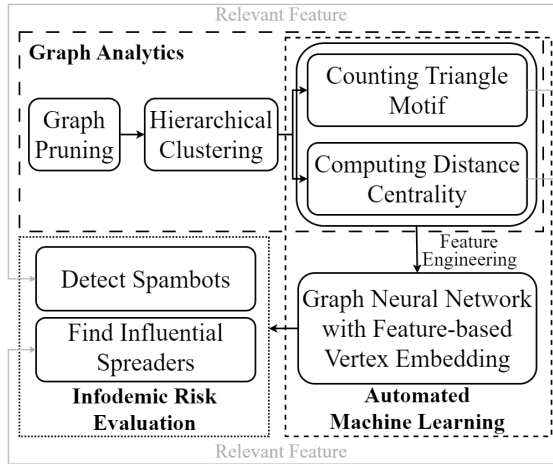 Relevant Feature
Graph Analytics
Graph
Pruning
Hierarchical
Clustering
Counting Triangle
Motif
Computing Distance
Centrality
Feature
Engineering
Detect Spambots
Find Influential
Spreaders
Infodemic Risk
Evaluation
Graph Neural Network
with Feature-based
Vertex Embedding
Automated
Machine Learning
Relevant Feature